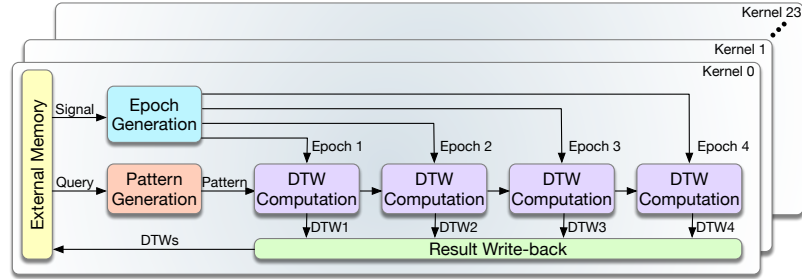 Kernel 23
Kernel 1
Kernel 0
External Memory
Signal
Epoch
Generation
Epoch 1
Epoch 2
Epoch 3
Epoch 4
Query
Pattern
Generation
Pattern
DTW
Computation
DTW
Computation
DTW
Computation
DTW
Computation
DTW1
DTW2
DTW3
DTW4
DTWs
Result Write-back